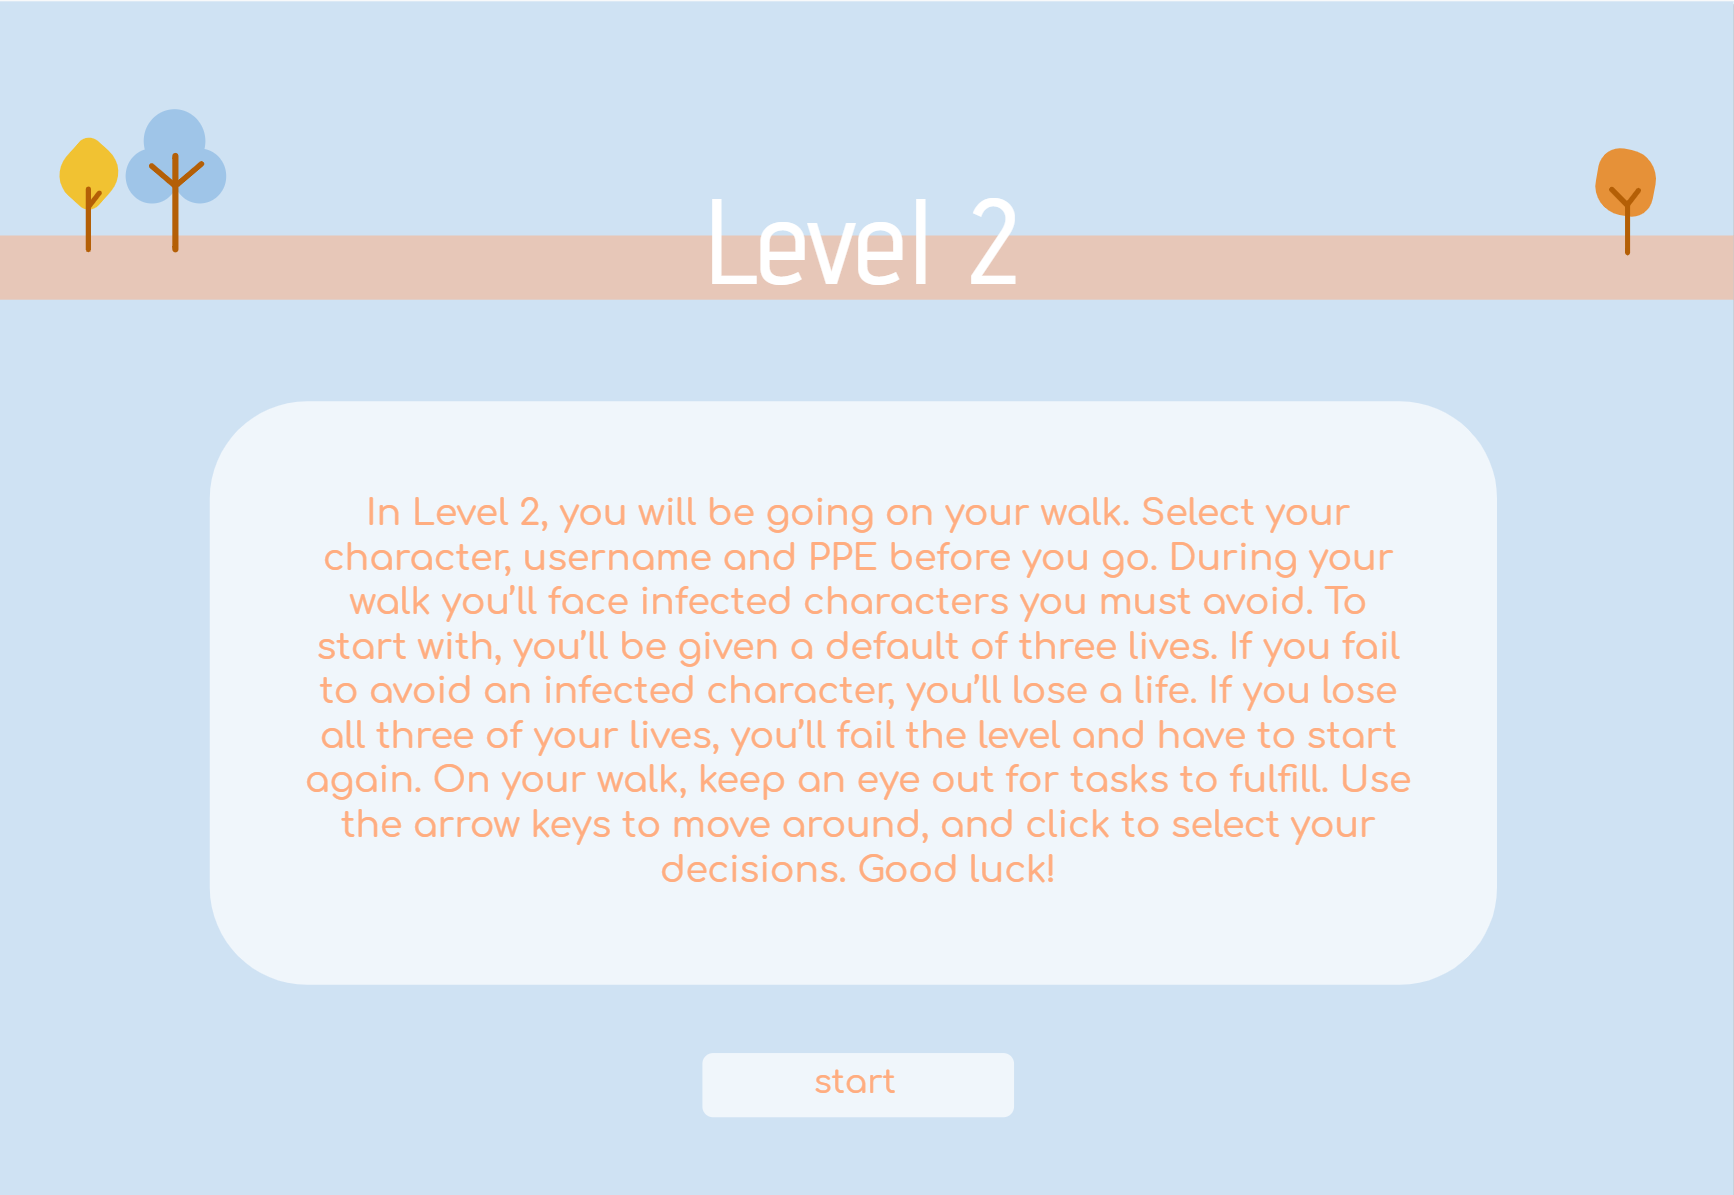 Level 2
In Level 2, you will be going on your walk. Select your
character, username and PPE before you go. During your
walk you’ll face infected characters you must avoid. To
start with, you’ll be given a default of three lives. If you fail
to avoid an infected character, you’ll lose a life. If you lose
all three of your lives, you’ll fail the level and have to start
again. On your walk, keep an eye out for tasks to fulfill. Use
the arrow keys to move around, and click to select your
decisions. Good luck!
start